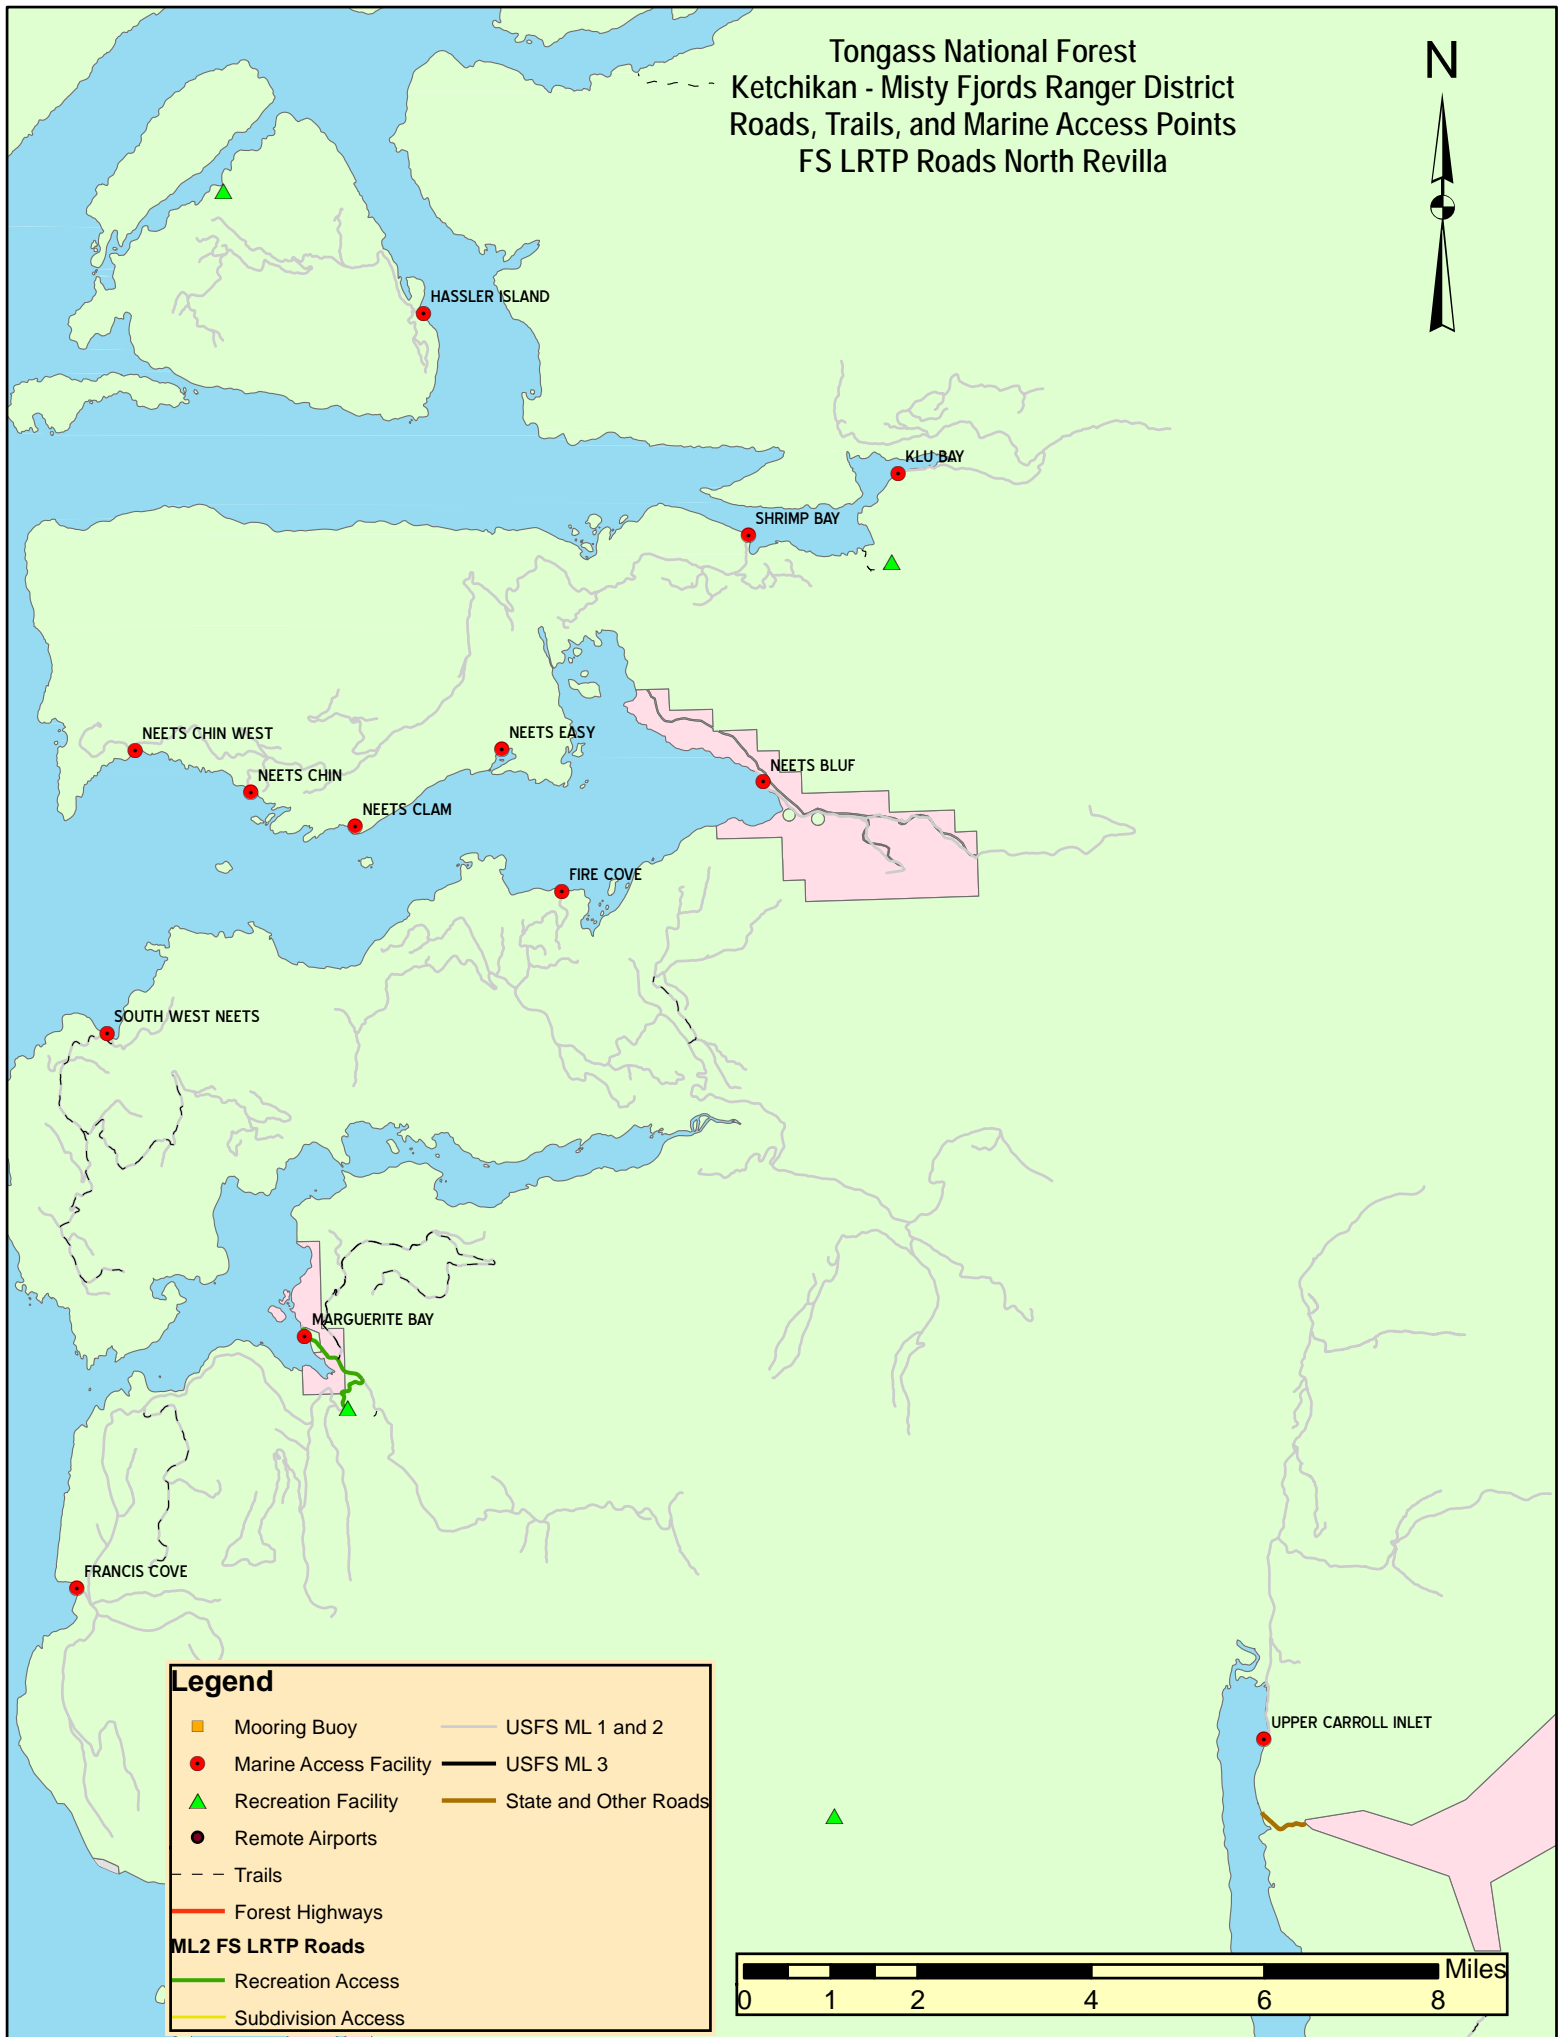 Tongass National Forest
Ketchikan - Misty Fjords Ranger District
Roads, Trails, and Marine Access Points
FS LRTP Roads North Revilla
N
HASSLER ISLAND
KLU BAY
SHRIMP BAY
NEETS CHIN WEST
NEETS EASY
NEETS BLUF
NEETS CHIN
NEETS CLAM
FIRE COVE
SOUTH WEST NEETS
MARGUERITE BAY
FRANCIS COVE
UPPER CARROLL INLET
Legend
Mooring Buoy
Marine Access Facility
Recreation Facility
Remote Airports
Trails
Forest Highways
ML2 FS LRTP Roads
Recreation Access
Subdivision Access
USFS ML 1 and 2
USFS ML 3
State and Other Roads
Miles
0 1 2 4 6 8